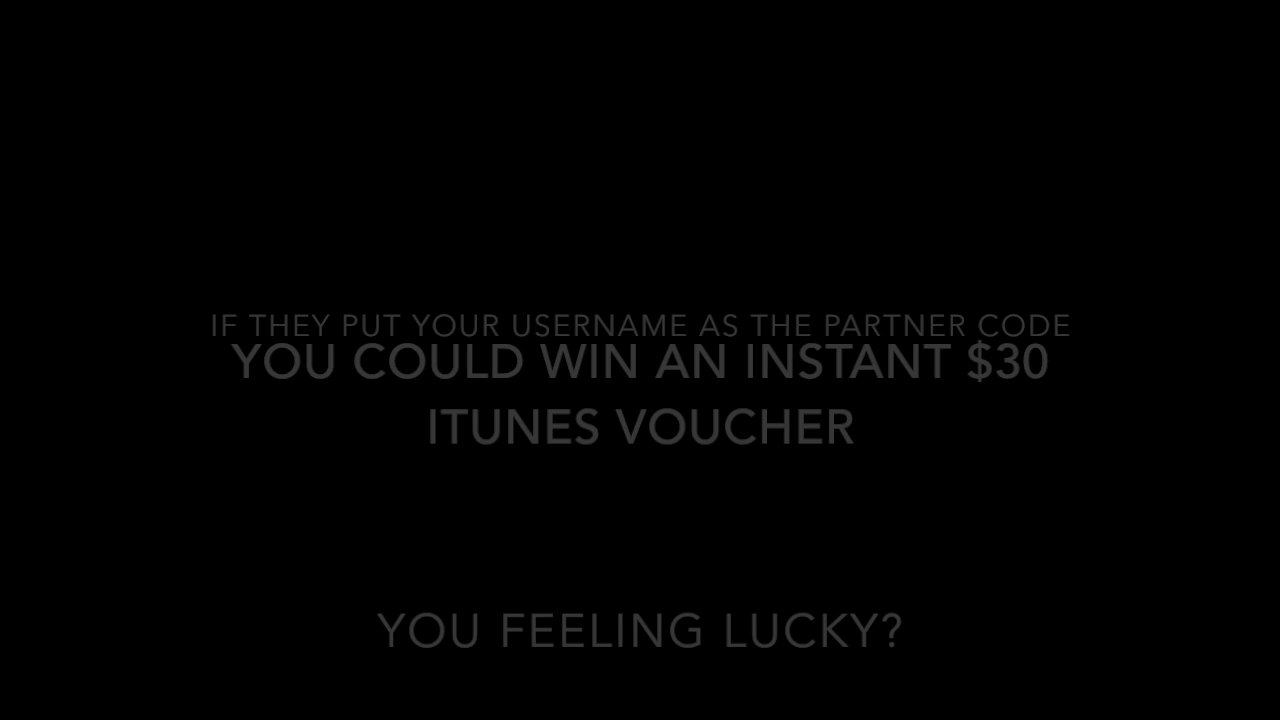 IF THEY PUT YOUR USERNAME AS THE PARTNER CODE
YOU COULD WIN AN INSTANT $30
ITUNES VOUCHER
YOU FEELING LUCKY?